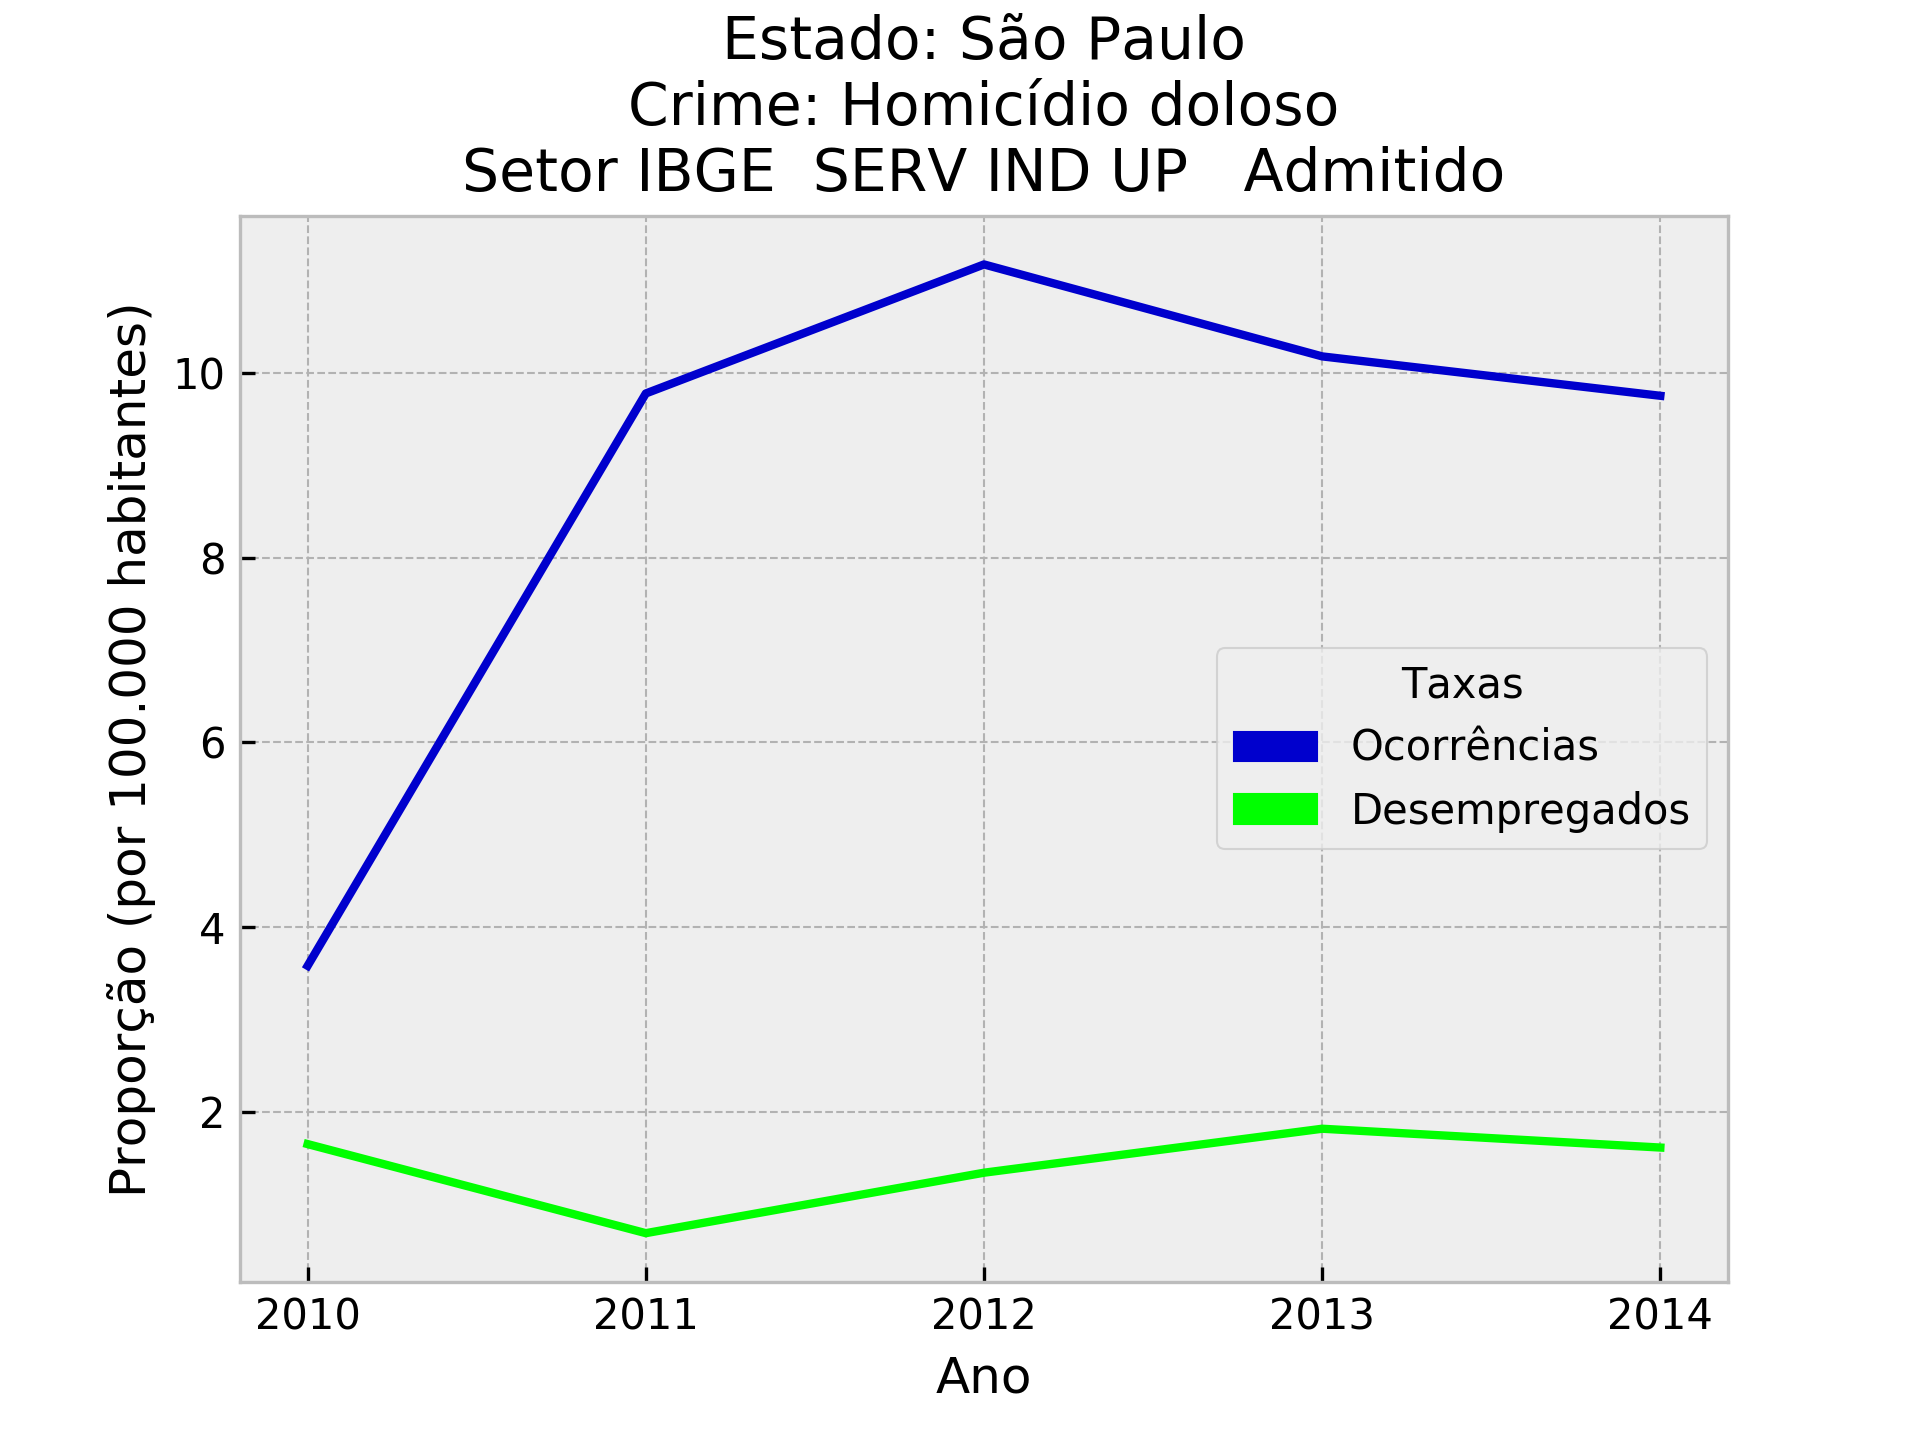 Estado: São Paulo
Crime: Homicídio doloso
Setor IBGE  SERV IND UP   Admitido
Proporção (por 100.000 habitantes)
10
8
6
4
2
Taxas
Ocorrências
Desempregados
2010 2011 2012 2013 2014
Ano